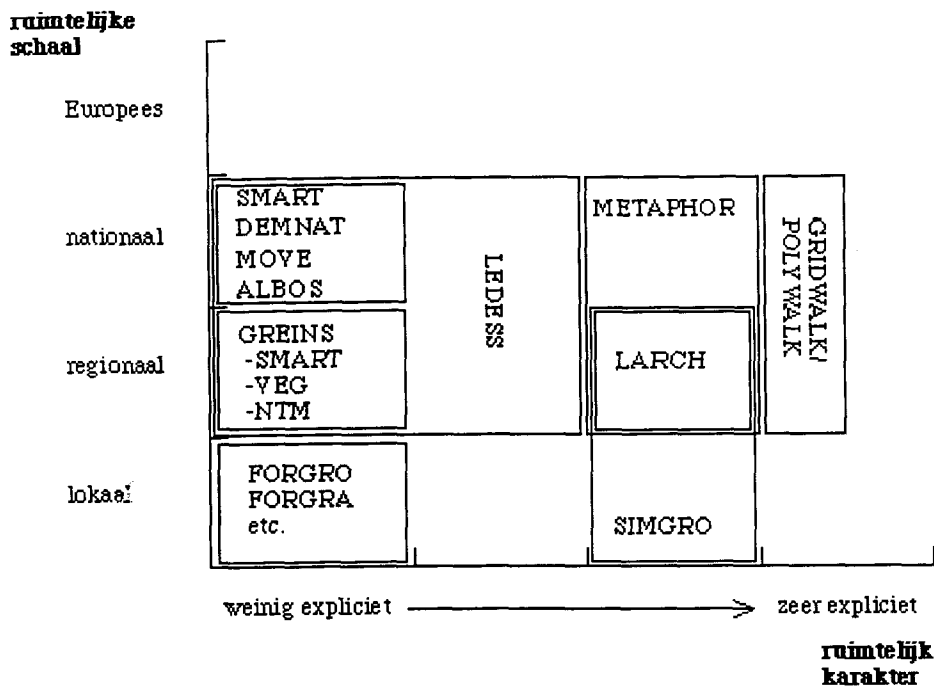 ruimtelijke
schaal
Europees
nationaal
SMART
DEMNAT
MOVE
ALBOS
LEDESS
METAPHOR
GRIDWALK/
POLYWALK
regionaal
GREINS
-SMART
-VEG
-NTM
LARCH
lokaal
FORGRO
FORGRA
etc.
SIMGRO
weinig expliciet
zeer expliciet
ruimtelijk
karakter